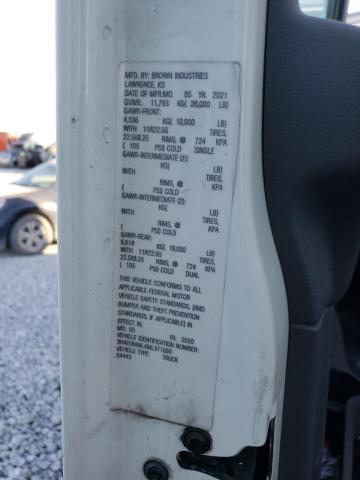 MFD. BY: BROWN INDUSTRIES
LAWRENCE, KS
DATE OF MFR.MO. 05 YR. 2021
GVWR: 11,793 KG( 26,000 LB)
GAWR-FRONT:
4,536 KG( 10,000 LB)
WITH 11R22.5G TIRES,
22.5X8.25 RIMS, @ 724 KPA
( 105 PSI) COLD SINGLE
GAWR-INTERMEDIATE (1):
KG( LB)
WITH TIRES,
RIMS, @ KPA
( PSI) COLD
GAWR-INTERMEDIATE (2):
KG( LB)
WITH TIRES,
RIMS, @ KPA
( PSI) COLD
GAWR-REAR:
8,618 KG( 19,000 LB)
WITH 11R22.5G TIRES,
22.5X8.25 RIMS, @ 724 KPA
( 105 PSI) COLD DUAL
THIS VEHICLE CONFORMS TO ALL
APPLICABLE FEDERAL MOTOR
VEHICLE SAFETY STANDARDS, [AND
BUMPER AND THEFT PREVENTION
STANDARDS, IF APPLICABLE]
EFFECT IN:
MO. 05 YR. 2020
VEHICLE IDENTIFICATION NUMBER:
VEHICLE TYPE: TRUCK
54443